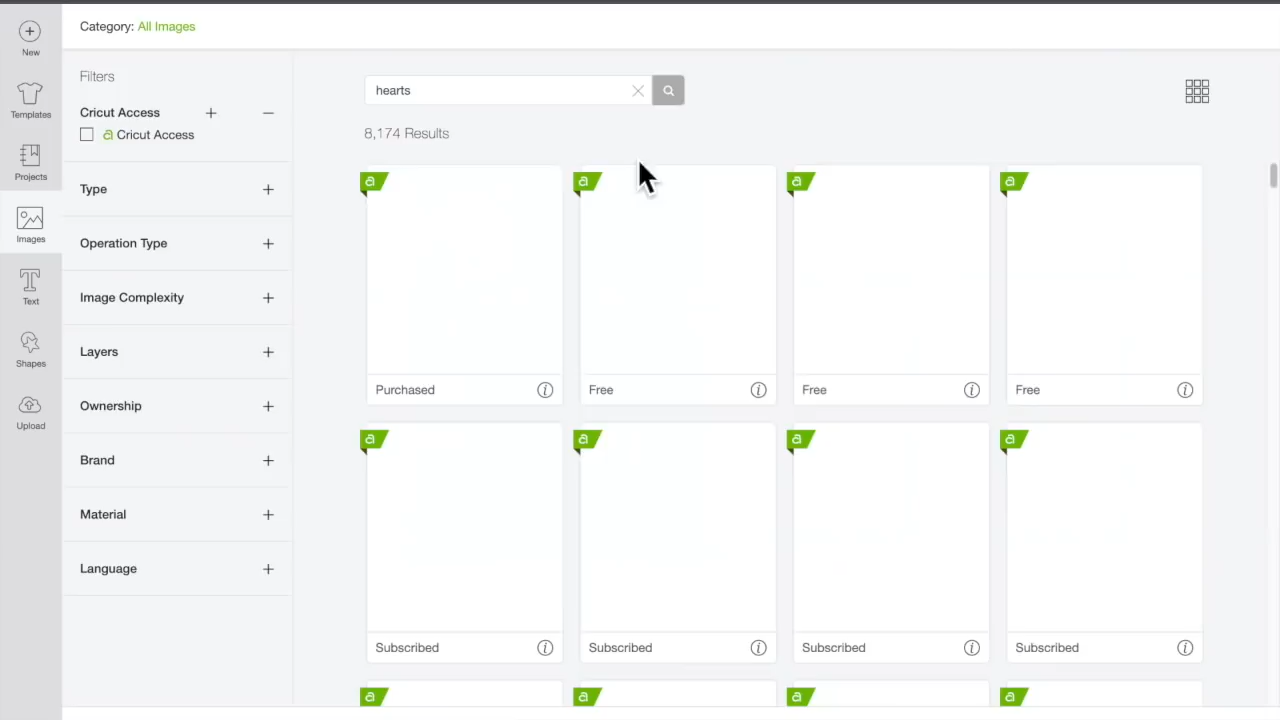 Category: All Images
New
Templates
Projects
Images
Text
Shapes
Upload
Filters
Cricut Access
a Cricut Access
Type
Operation Type
Image Complexity
Layers
Ownership
Brand
Material
Language
hearts
8,174 Results
a a a a
Purchased i Free i Free i Free i
a a a a
Subscribed i Subscribed i Subscribed i Subscribed i
a a a a